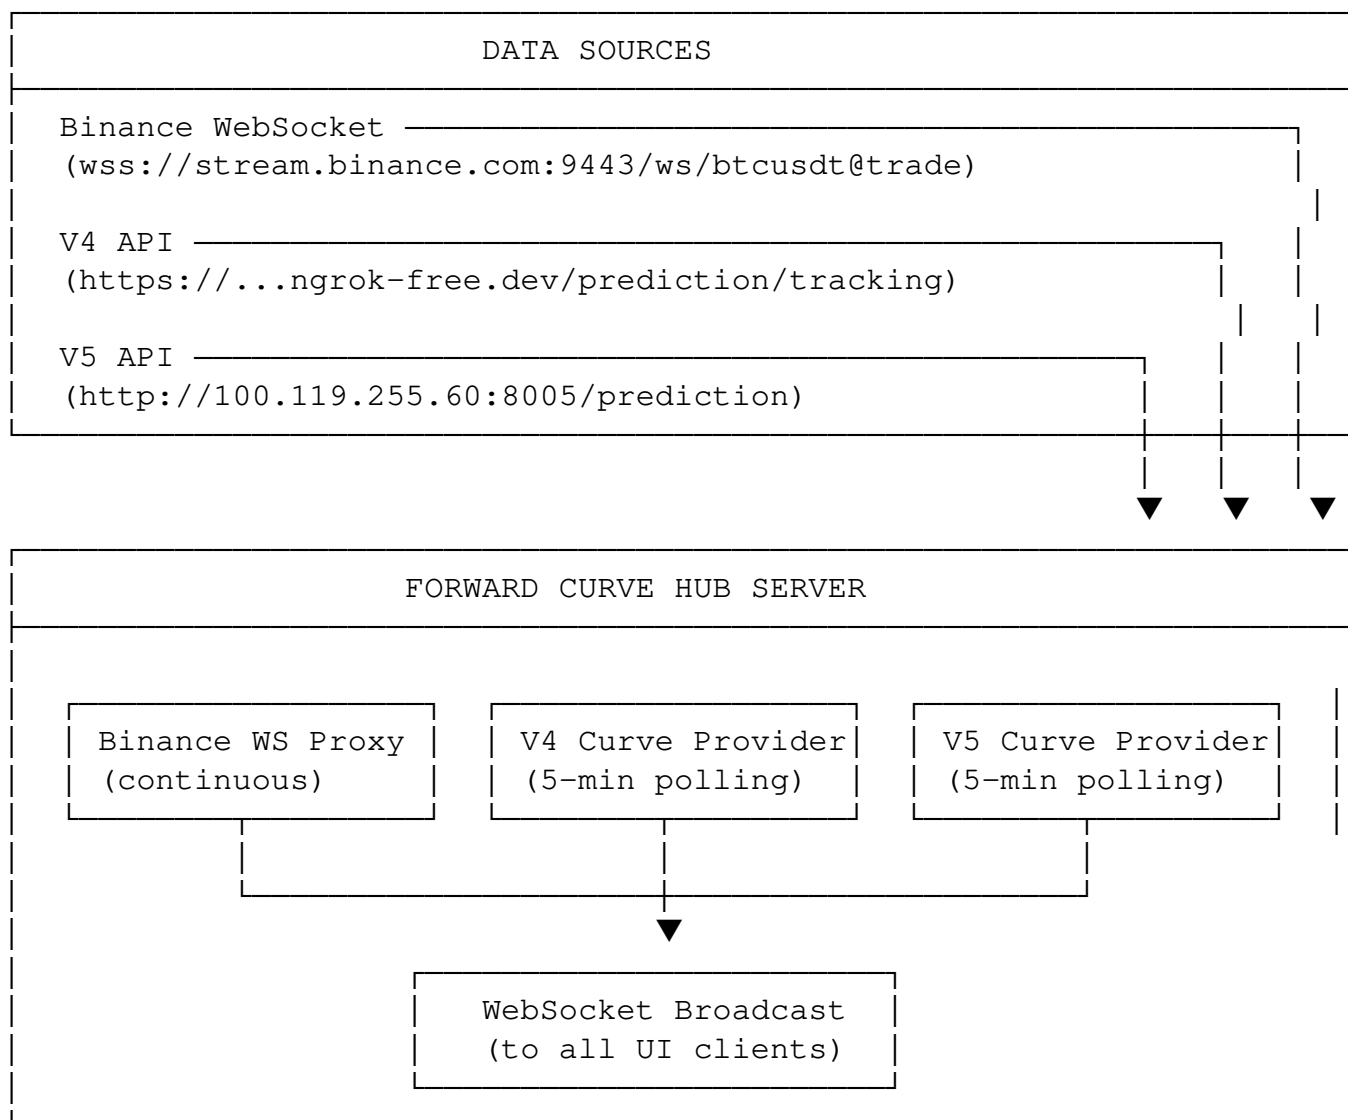 DATA SOURCES
Binance WebSocket
(wss://stream.binance.com:9443/ws/btcusdt@trade)
V4 API
(https://...ngrok-free.dev/prediction/tracking)
V5 API
(http://100.119.255.60:8005/prediction)
FORWARD CURVE HUB SERVER
Binance WS Proxy
(continuous)
V4 Curve Provider
(5-min polling)
V5 Curve Provider
(5-min polling)
WebSocket Broadcast
(to all UI clients)